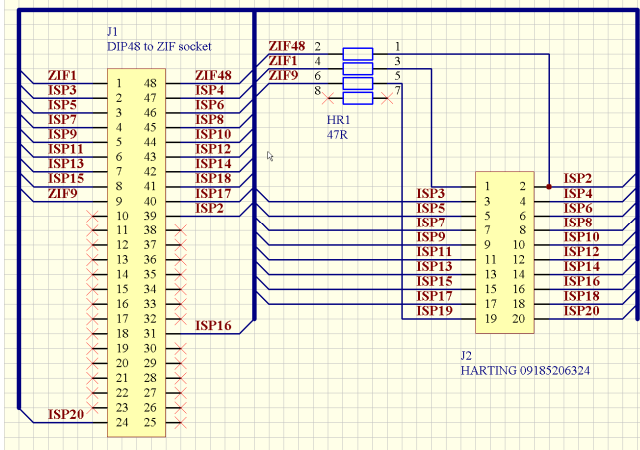 J1
DIP48 to ZIF socket
ZIF1 1 48 ZIF48
ISP3 2 47 ISP4
ISP5 3 46 ISP6
ISP7 4 45 ISP8
ISP9 5 44 ISP10
ISP11 6 43 ISP12
ISP13 7 42 ISP14
ISP15 8 41 ISP18
ZIF9 9 40 ISP17
10 39 ISP2
11 38
12 37
13 36
14 35
15 34
16 33
17 32
18 31 ISP16
19 30
20 29
21 28
22 27
23 26
ISP20 24 25
ZIF48 2 1
ZIF1 4 3
ZIF9 6 5
8 7
HR1
47R
1 2 ISP2
ISP3 3 4 ISP4
ISP5 5 6 ISP6
ISP7 7 8 ISP8
ISP9 9 10 ISP10
ISP11 11 12 ISP12
ISP13 13 14 ISP14
ISP15 15 16 ISP16
ISP17 17 18 ISP18
ISP19 19 20 ISP20
J2
HARTING 09185206324